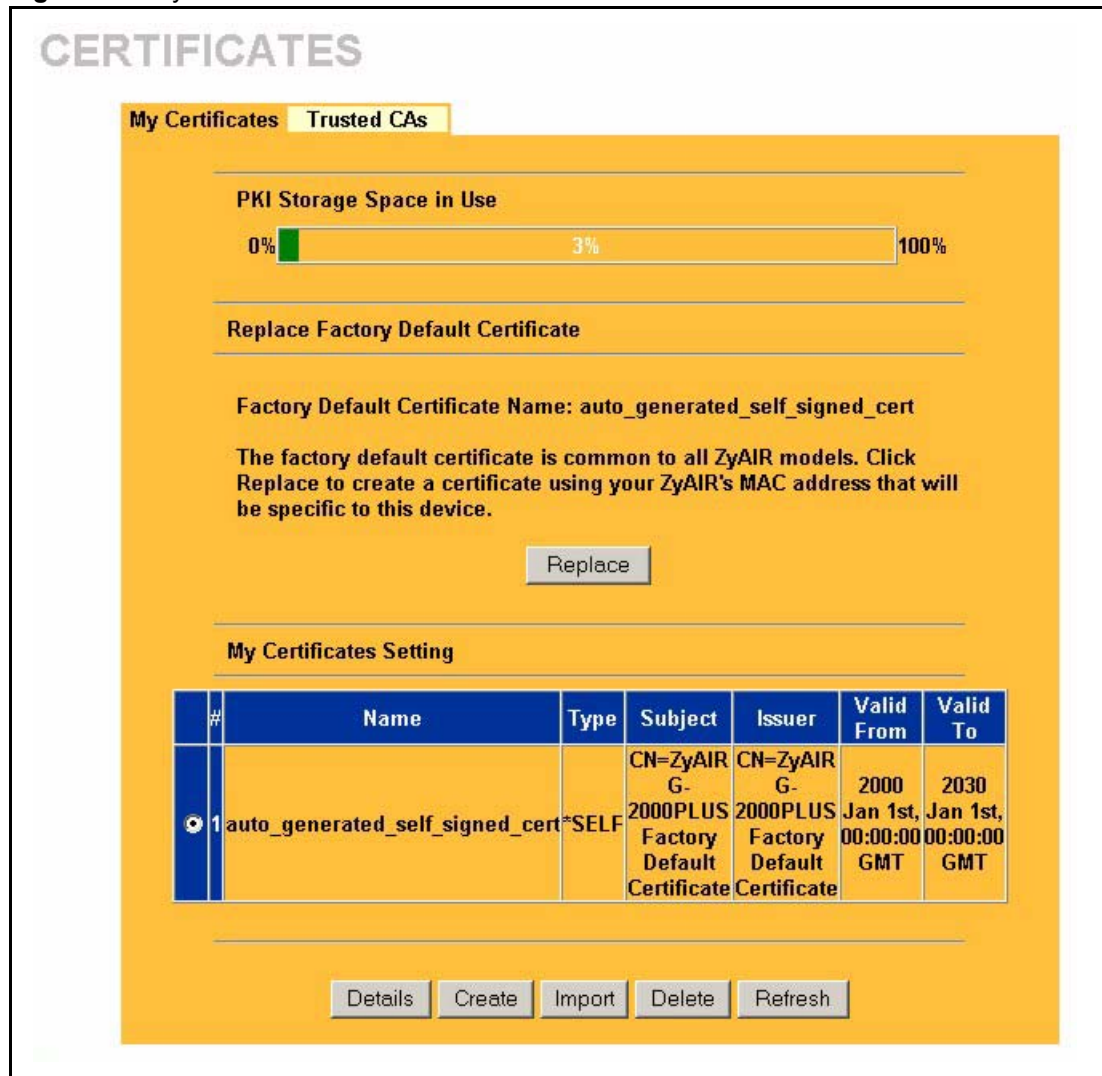 CERTIFICATES
My Certificates Trusted CAs
PKI Storage Space in Use
0% 3% 100%
Replace Factory Default Certificate
Factory Default Certificate Name: auto_generated_self_signed_cert
The factory default certificate is common to all ZyAIR models. Click
Replace to create a certificate using your ZyAIR's MAC address that will
be specific to this device.
Replace
My Certificates Setting
# Name Type Subject Issuer Valid From Valid To
1 auto_generated_self_signed_cert *SELF CN=ZyAIR G-2000PLUS Factory Default Certificate CN=ZyAIR G-2000PLUS Factory Default Certificate 2000 Jan 1st, 00:00:00 GMT 2030 Jan 1st, 00:00:00 GMT
Details Create Import Delete Refresh